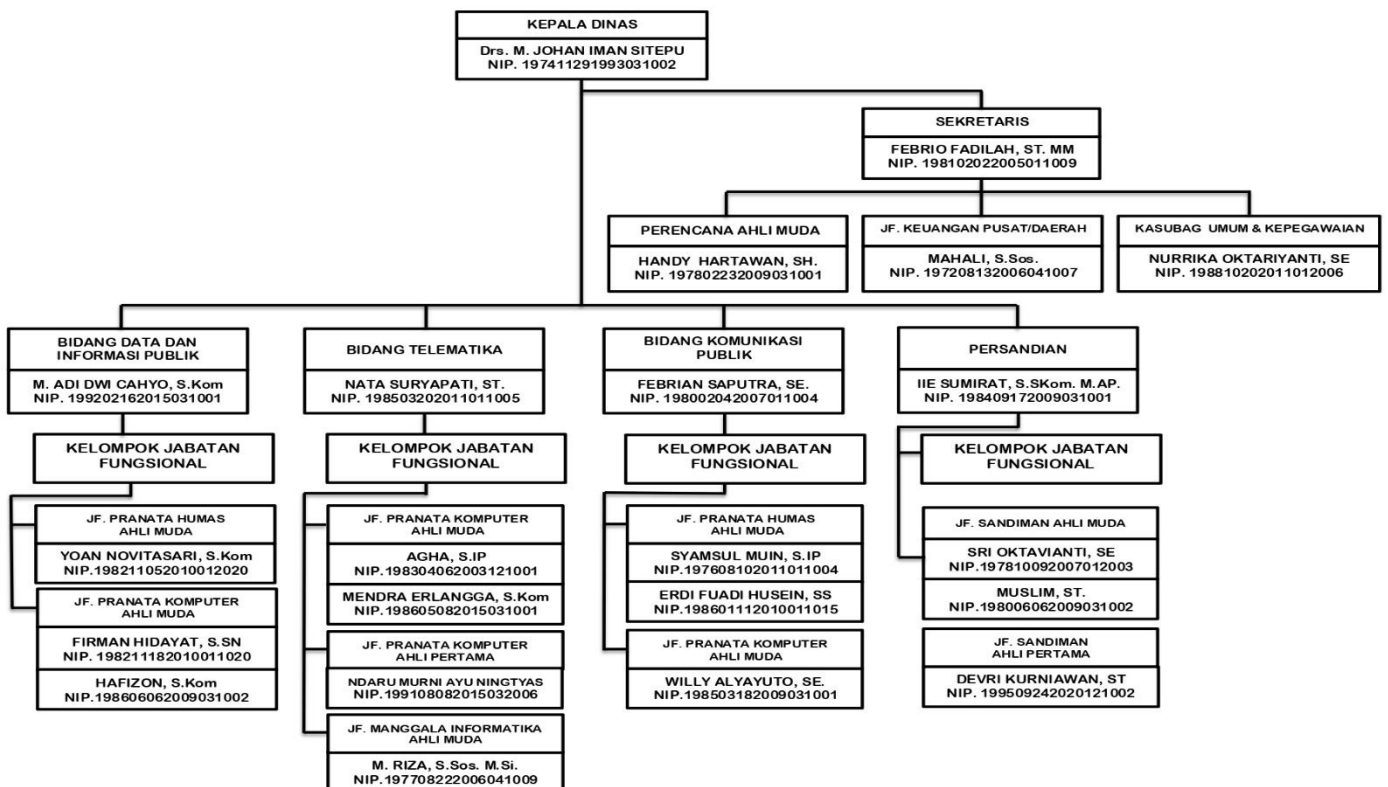 KEPALA DINAS
Drs. M. JOHAN IMAN SITEPU
NIP. 197411291993031002
SEKRETARIS
FEBRIO FADILAH, ST. MM
NIP. 198102022005011009
PERENCANA AHLI MUDA
HANDY HARTAWAN, SH.
NIP. 197802232009031001
JF. KEUANGAN PUSAT/DAERAH
MAHALI, S.Sos.
NIP. 197208132006041007
KASUBAG UMUM & KEPEGAWAIAN
NURRIKA OKTARIYANTI, SE
NIP. 198810202011012006
BIDANG DATA DAN
INFORMASI PUBLIK
M. ADI DWI CAHYO, S.Kom
NIP. 199202162015031001
KELOMPOK JABATAN
FUNGSIONAL
JF. PRANATA HUMAS
AHLI MUDA
YOAN NOVITASARI, S.Kom
NIP.198211052010012020
JF. PRANATA KOMPUTER
AHLI MUDA
FIRMAN HIDAYAT, S.SN
NIP. 198211182010011020
HAFIZON, S.Kom
NIP.198606062009031002
BIDANG TELEMATIKA
NATA SURYAPATI, ST.
NIP. 198503202011011005
KELOMPOK JABATAN
FUNGSIONAL
JF. PRANATA KOMPUTER
AHLI MUDA
AGHA, S.IP
NIP.198304062003121001
MENDRA ERLANGGA, S.Kom
NIP.198605082015031001
JF. PRANATA KOMPUTER
AHLI PERTAMA
NDARU MURNI AYU NINGTYAS
NIP.199108082015032006
JF. MANGGALA INFORMATIKA
AHLI MUDA
M. RIZA, S.Sos. M.Si.
NIP.197708222006041009
BIDANG KOMUNIKASI
PUBLIK
FEBRIAN SAPUTRA, SE.
NIP. 198002042007011004
KELOMPOK JABATAN
FUNGSIONAL
JF. PRANATA HUMAS
AHLI MUDA
SYAMSUL MUIN, S.IP
NIP.197608102011011004
ERDI FUADI HUSEIN, SS
NIP.198601112010011015
JF. PRANATA KOMPUTER
AHLI MUDA
WILLY ALYAYUTO, SE.
NIP.198503182009031001
PERSANDIAN
IIE SUMIRAT, S.SKom. M.AP.
NIP. 198409172009031001
KELOMPOK JABATAN
FUNGSIONAL
JF. SANDIMAN AHLI MUDA
SRI OKTAVIANTI, SE
NIP.197810092007012003
MUSLIM, ST.
NIP.198006062009031002
JF. SANDIMAN
AHLI PERTAMA
DEVRI KURNIAWAN, ST
NIP. 199509242020121002